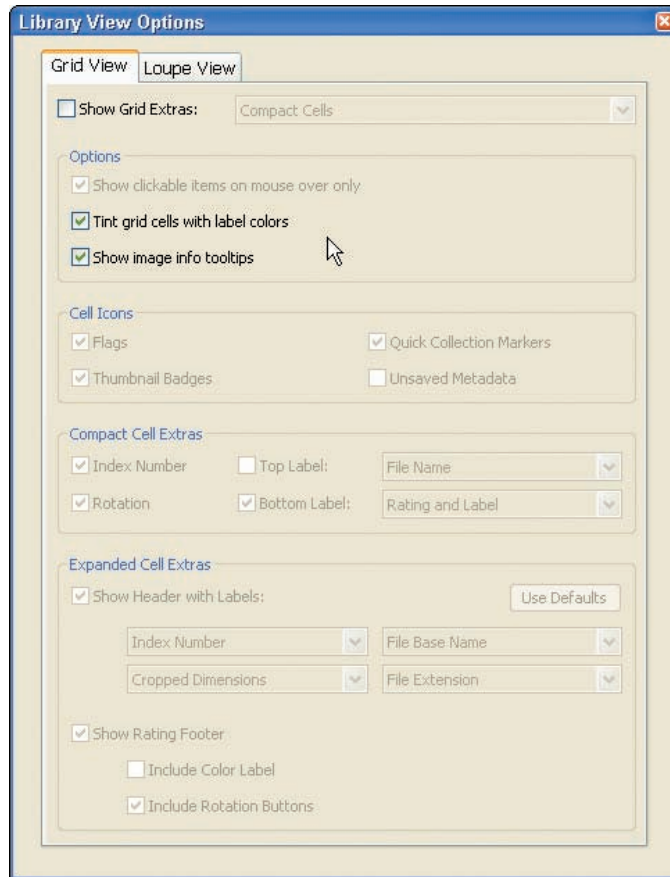 Library View Options
Grid View Loupe View
Show Grid Extras: Compact Cells
Options
Show clickable items on mouse over only
Tint grid cells with label colors
Show image info tooltips
Cell Icons
Flags Quick Collection Markers
Thumbnail Badges Unsaved Metadata
Compact Cell Extras
Index Number Top Label: File Name
Rotation Bottom Label: Rating and Label
Expanded Cell Extras
Show Header with Labels: Use Defaults
Index Number File Base Name
Cropped Dimensions File Extension
Show Rating Footer
Include Color Label
Include Rotation Buttons